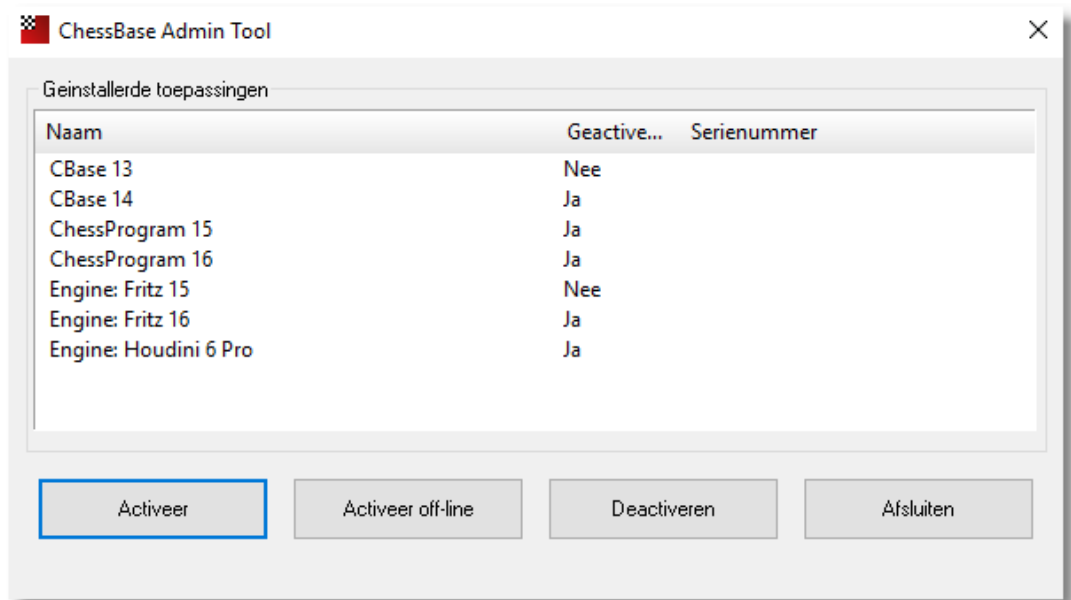 ChessBase Admin Tool
Geinstallerde toepassingen
Naam Geactive... Serienummer
CBase 13 Nee
CBase 14 Ja
ChessProgram 15 Ja
ChessProgram 16 Ja
Engine: Fritz 15 Nee
Engine: Fritz 16 Ja
Engine: Houdini 6 Pro Ja
Activeer Activeer off-line Deactiveren Afsluiten